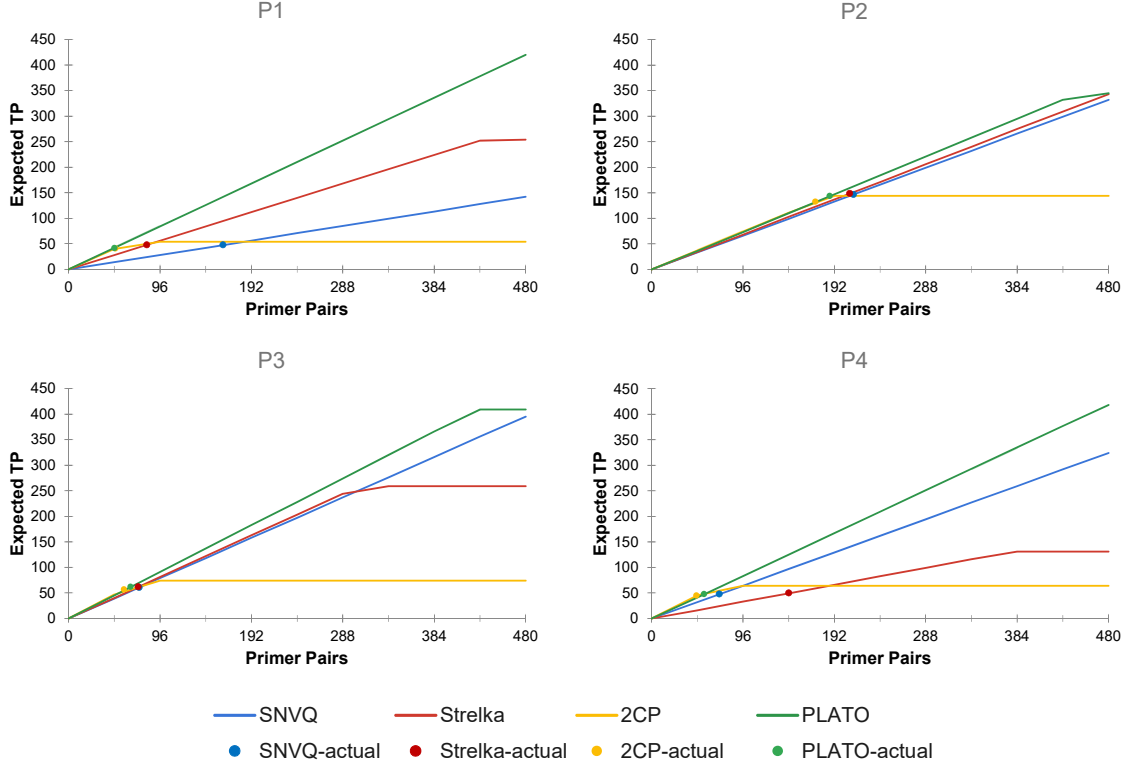 P1
P2
450
400
350
300
250
200
150
100
50
0
Expected TP
0 96 192 288 384 480
Primer Pairs
450
400
350
300
250
200
150
100
50
0
Expected TP
0 96 192 288 384 480
Primer Pairs
P3
P4
450
400
350
300
250
200
150
100
50
0
Expected TP
0 96 192 288 384 480
Primer Pairs
450
400
350
300
250
200
150
100
50
0
Expected TP
0 96 192 288 384 480
Primer Pairs
SNVQ Strelka 2CP PLATO
SNVQ-actual Strelka-actual 2CP-actual PLATO-actual